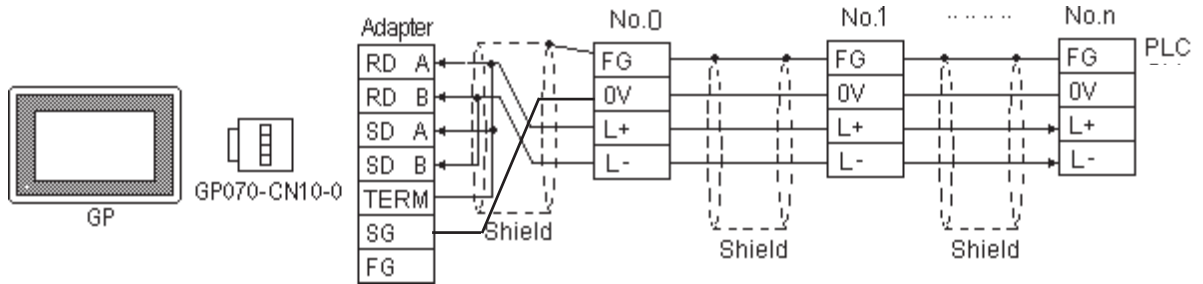 Adapter
RD A
RD B
SD A
SD B
TERM
SG
FG
GP
GP070-CN10-0
Shield
No.0
FG
0V
L+
L-
Shield
No.1
FG
0V
L+
L-
Shield
No.n
FG
0V
L+
L-
PLC